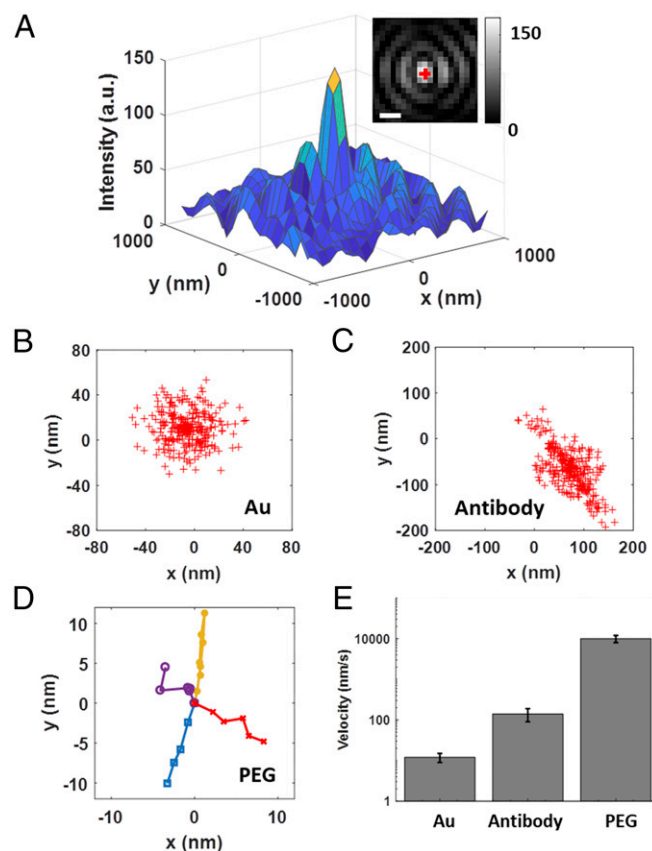 A
150
100
50
0
Intensity (a.u.)
1000
0
-1000
y (nm)
-1000
0
1000
x (nm)
150
0
B
80
40
0
-30
-80
y (nm)
-80
-40
0
40
80
x (nm)
Au
C
200
100
0
-100
-200
y (nm)
-200
-100
0
100
200
x (nm)
Antibody
D
10
5
0
-5
-10
y (nm)
-10
0
10
x (nm)
PEG
E
10000
100
1
Velocity (nm/s)
Au Antibody PEG